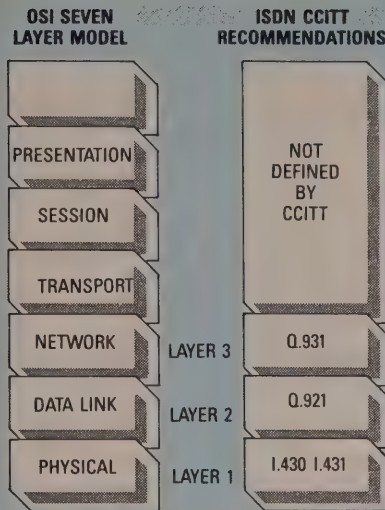 OSI SEVEN
LAYER MODEL
ISDN CCITT
RECOMMENDATIONS
PRESENTATION
SESSION
TRANSPORT
NETWORK
DATA LINK
PHYSICAL
LAYER 3
LAYER 2
LAYER 1
NOT
DEFINED
BY
CCITT
Q.931
Q.921
I.430 I.431